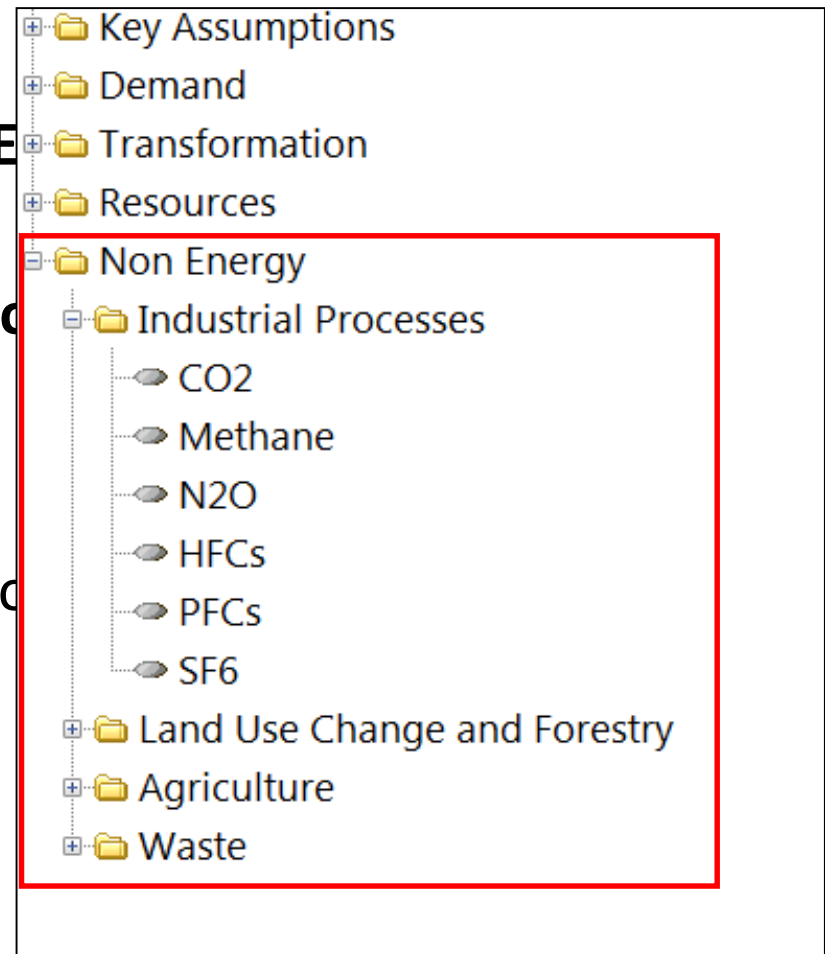 Key Assumptions
Demand
E
Transformation
Resources
Non Energy
Industrial Processes
CO2
Methane
N2O
HFCs
PFCs
SF6
Land Use Change and Forestry
Agriculture
Waste